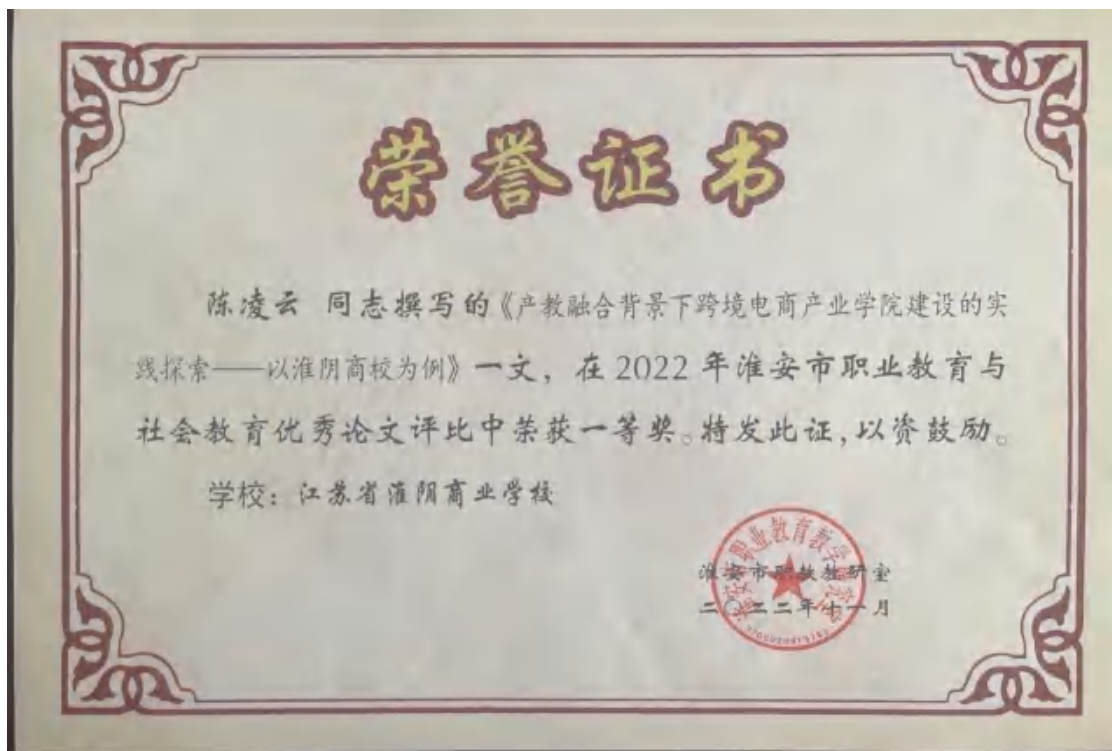 荣誉证书
陈凌云 同志撰写的《产教融合背景下跨境电商产业学院建设的实
践探索——以淮阴商校为例》一文，在2022年淮安市职业教育与
社会教育优秀论文评比中荣获一等奖。特发此证，以资鼓励。
学校：江苏省淮阴商业学校
淮安市职教教研室
二〇二二年十一月